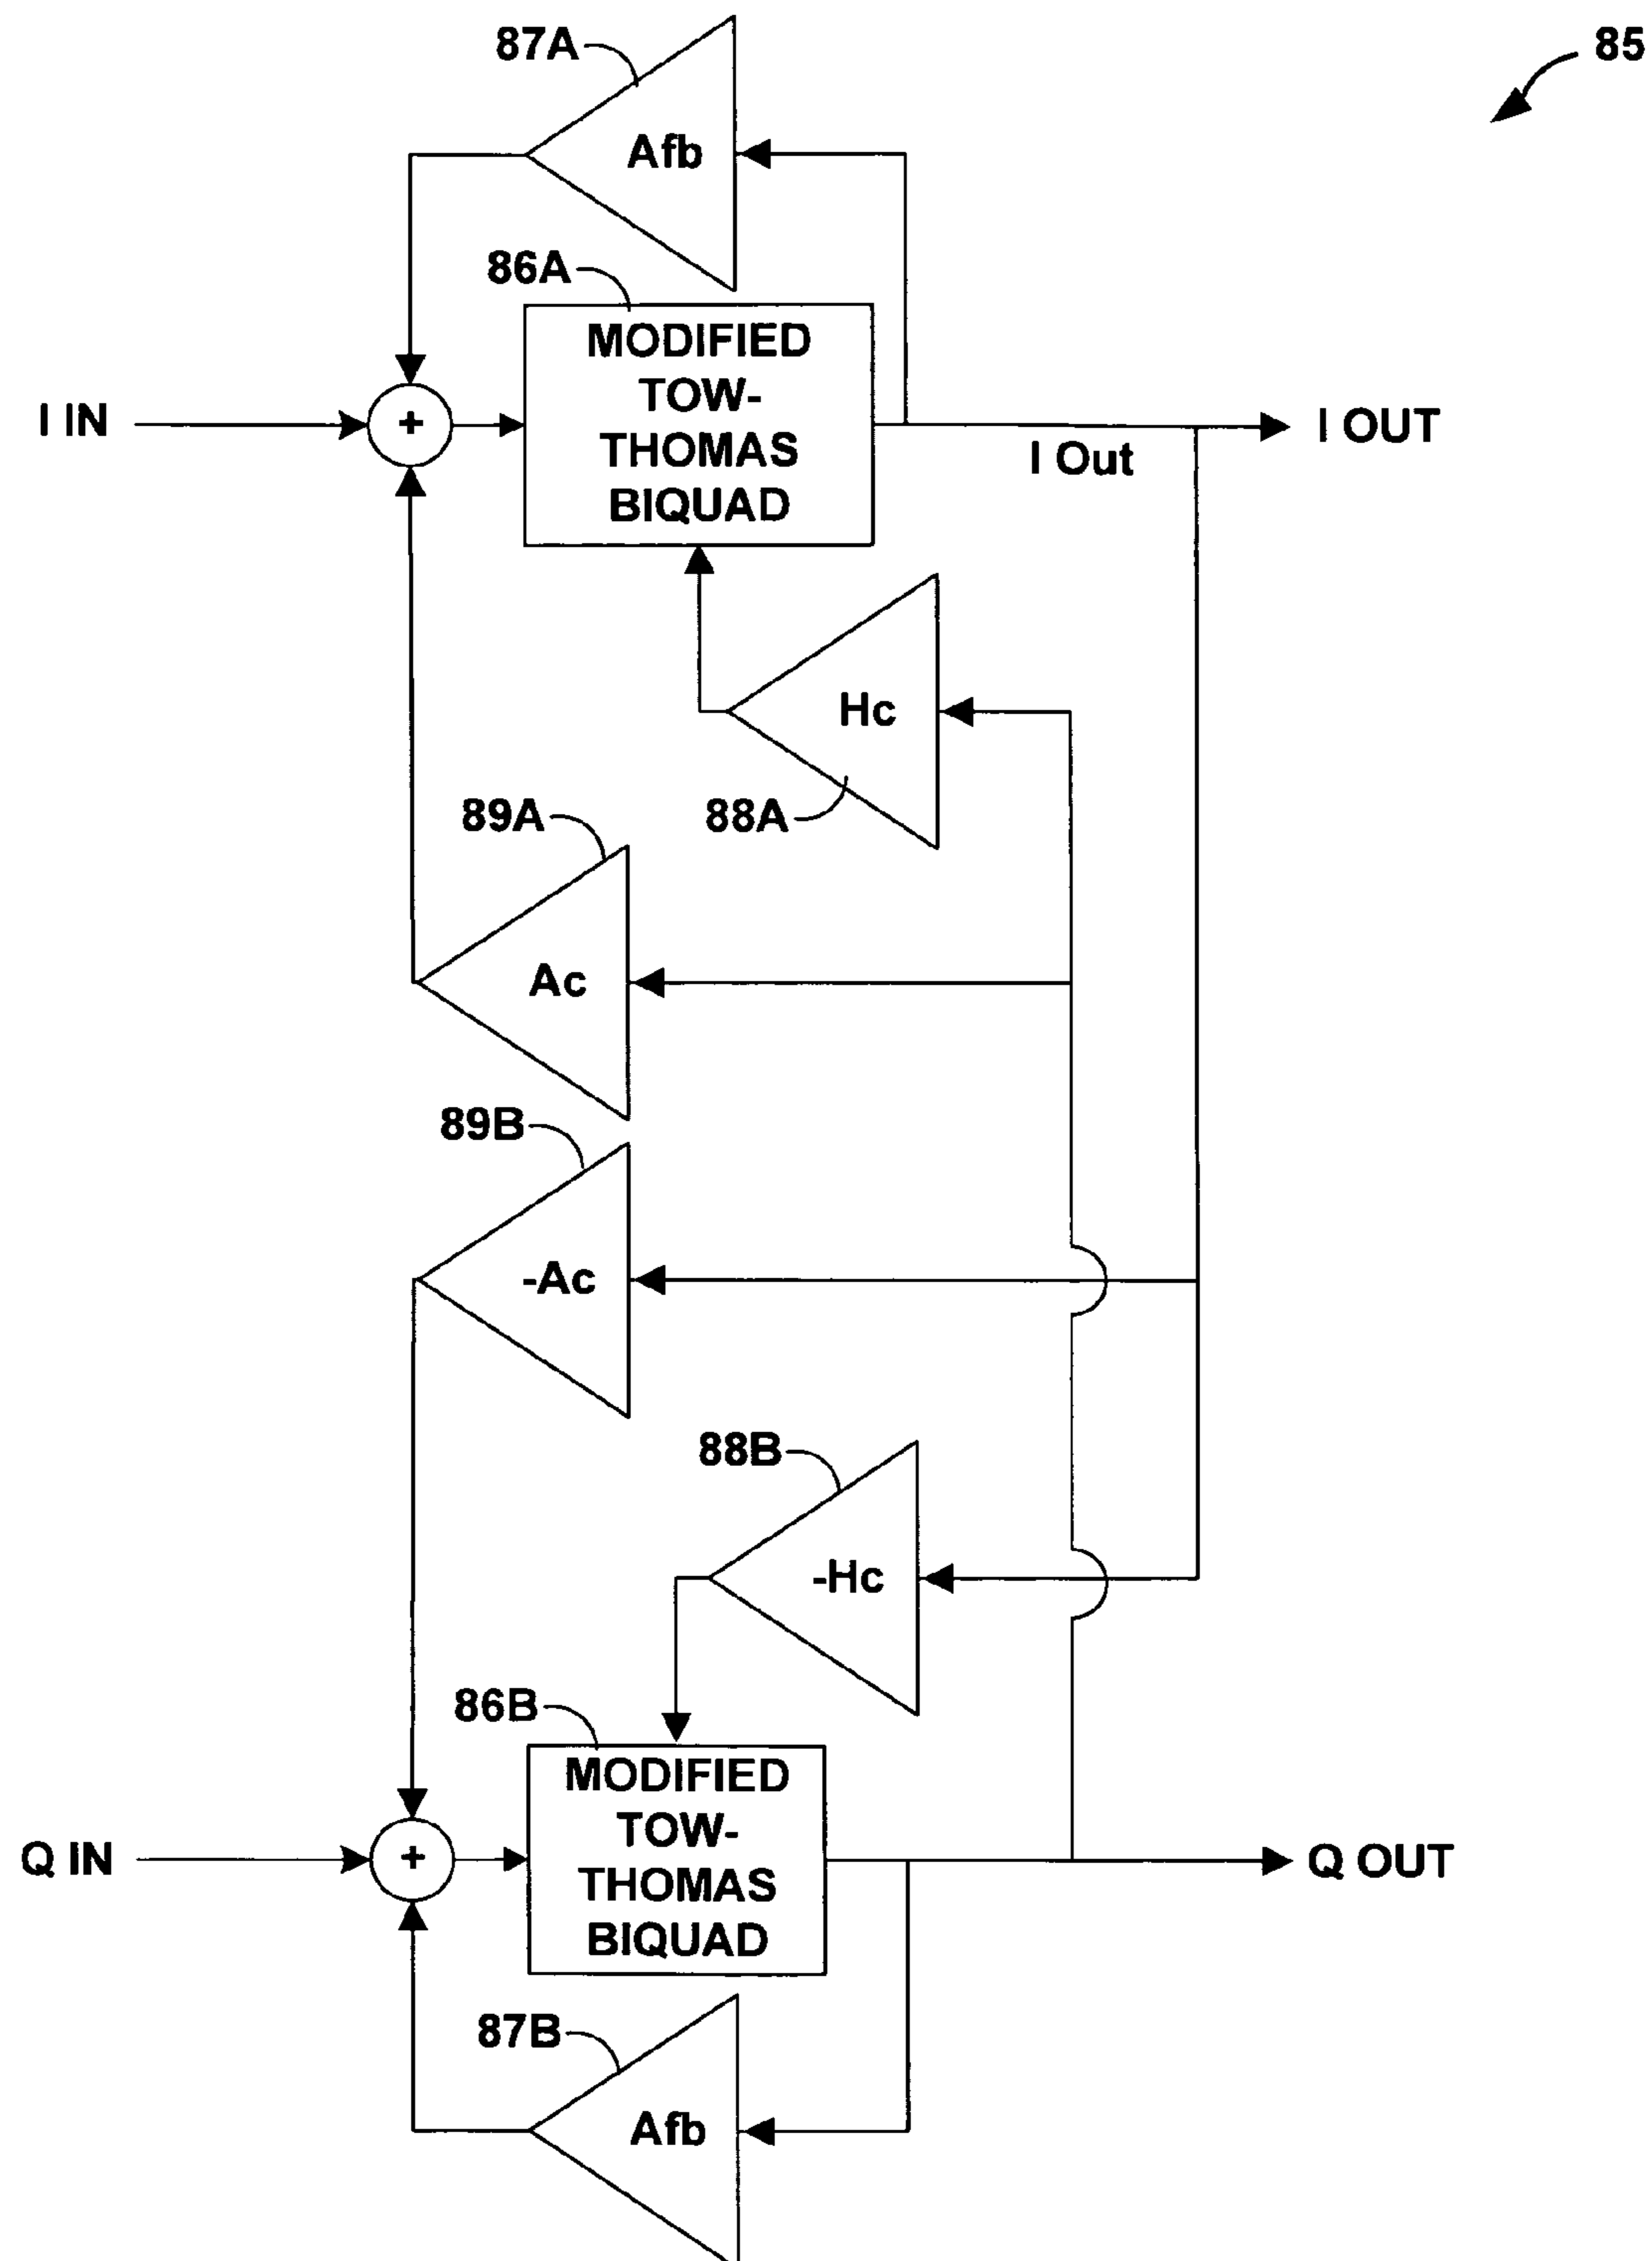 87A
85
Afb
86A
MODIFIED
TOW-
THOMAS
BIQUAD
I IN
+
I OUT
I Out
Hc
88A
89A
Ac
89B
-Ac
88B
-Hc
86B
MODIFIED
TOW-
THOMAS
BIQUAD
Q IN
+
Q OUT
87B
Afb